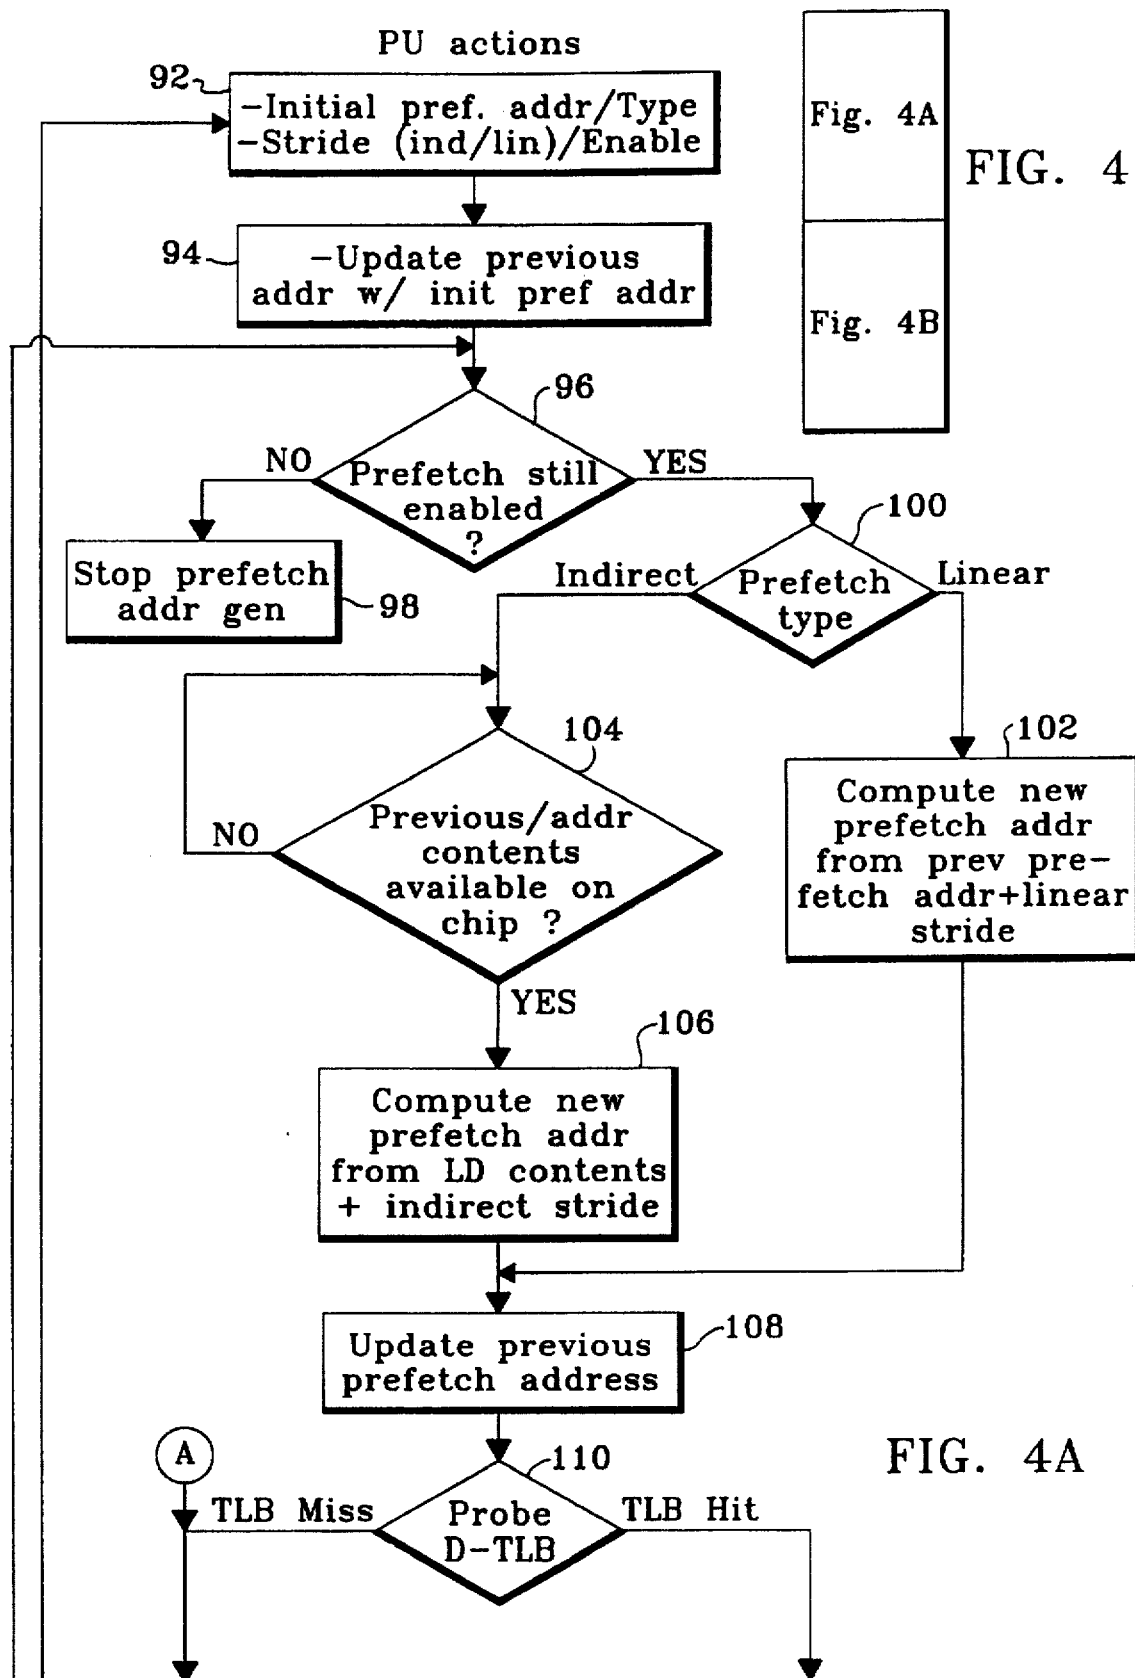 PU actions
92
-Initial pref. addr/Type
-Stride (ind/lin)/Enable
Fig. 4A
FIG. 4
94
-Update previous
addr w/ init pref addr
Fig. 4B
96
NO
YES
Prefetch still
enabled
?
100
Stop prefetch
addr gen
98
Indirect
Prefetch
type
Linear
104
102
NO
Previous/addr
contents
available on
chip ?
Compute new
prefetch addr
from prev pre-
fetch addr+linear
stride
YES
106
Compute new
prefetch addr
from LD contents
+ indirect stride
108
Update previous
prefetch address
A
110
FIG. 4A
TLB Miss
Probe
D-TLB
TLB Hit